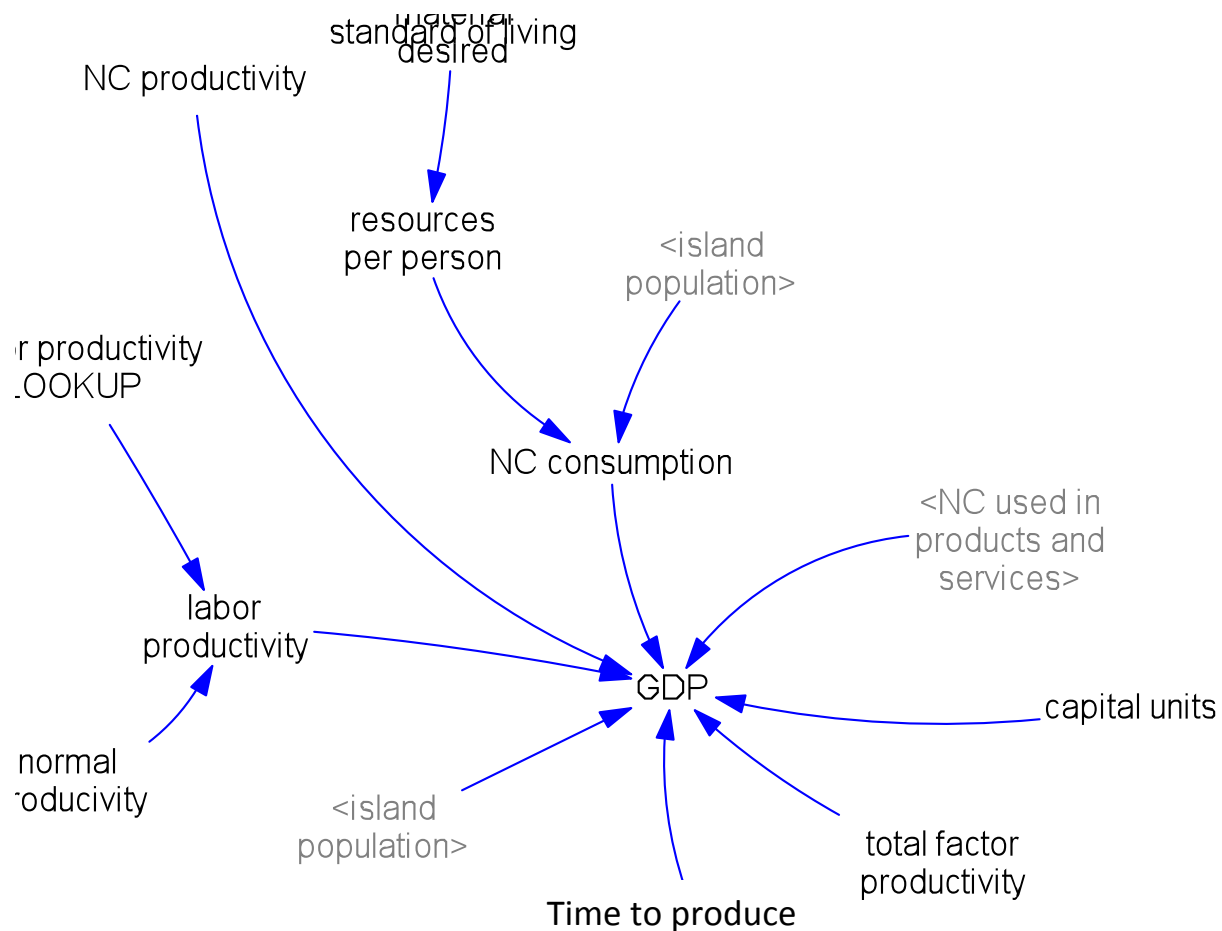 material
standard of living
desired
NC productivity
resources
per person
<island
population>
r productivity
LOOKUP
NC consumption
<NC used in
products and
services>
labor
productivity
GDP
capital units
normal
roducivity
<island
population>
total factor
productivity
Time to produce